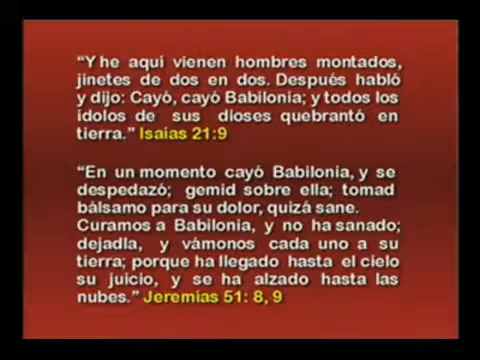 “Y he aquí vienen hombres montados,
jinetes de dos en dos. Después habló
y dijo: Cayó, cayó Babilonia; y todos los
ídolos de sus dioses quebrantó en
tierra.” Isaías 21:9
“En un momento cayó Babilonia, y se
despedazó; gemid sobre ella; tomad
bálsamo para su dolor, quizá sane.
Curamos a Babilonia, y no ha sanado;
dejadla, y vámonos cada uno a su
tierra; porque ha llegado hasta el cielo
su juicio, y se ha alzado hasta las
nubes.” Jeremías 51: 8, 9